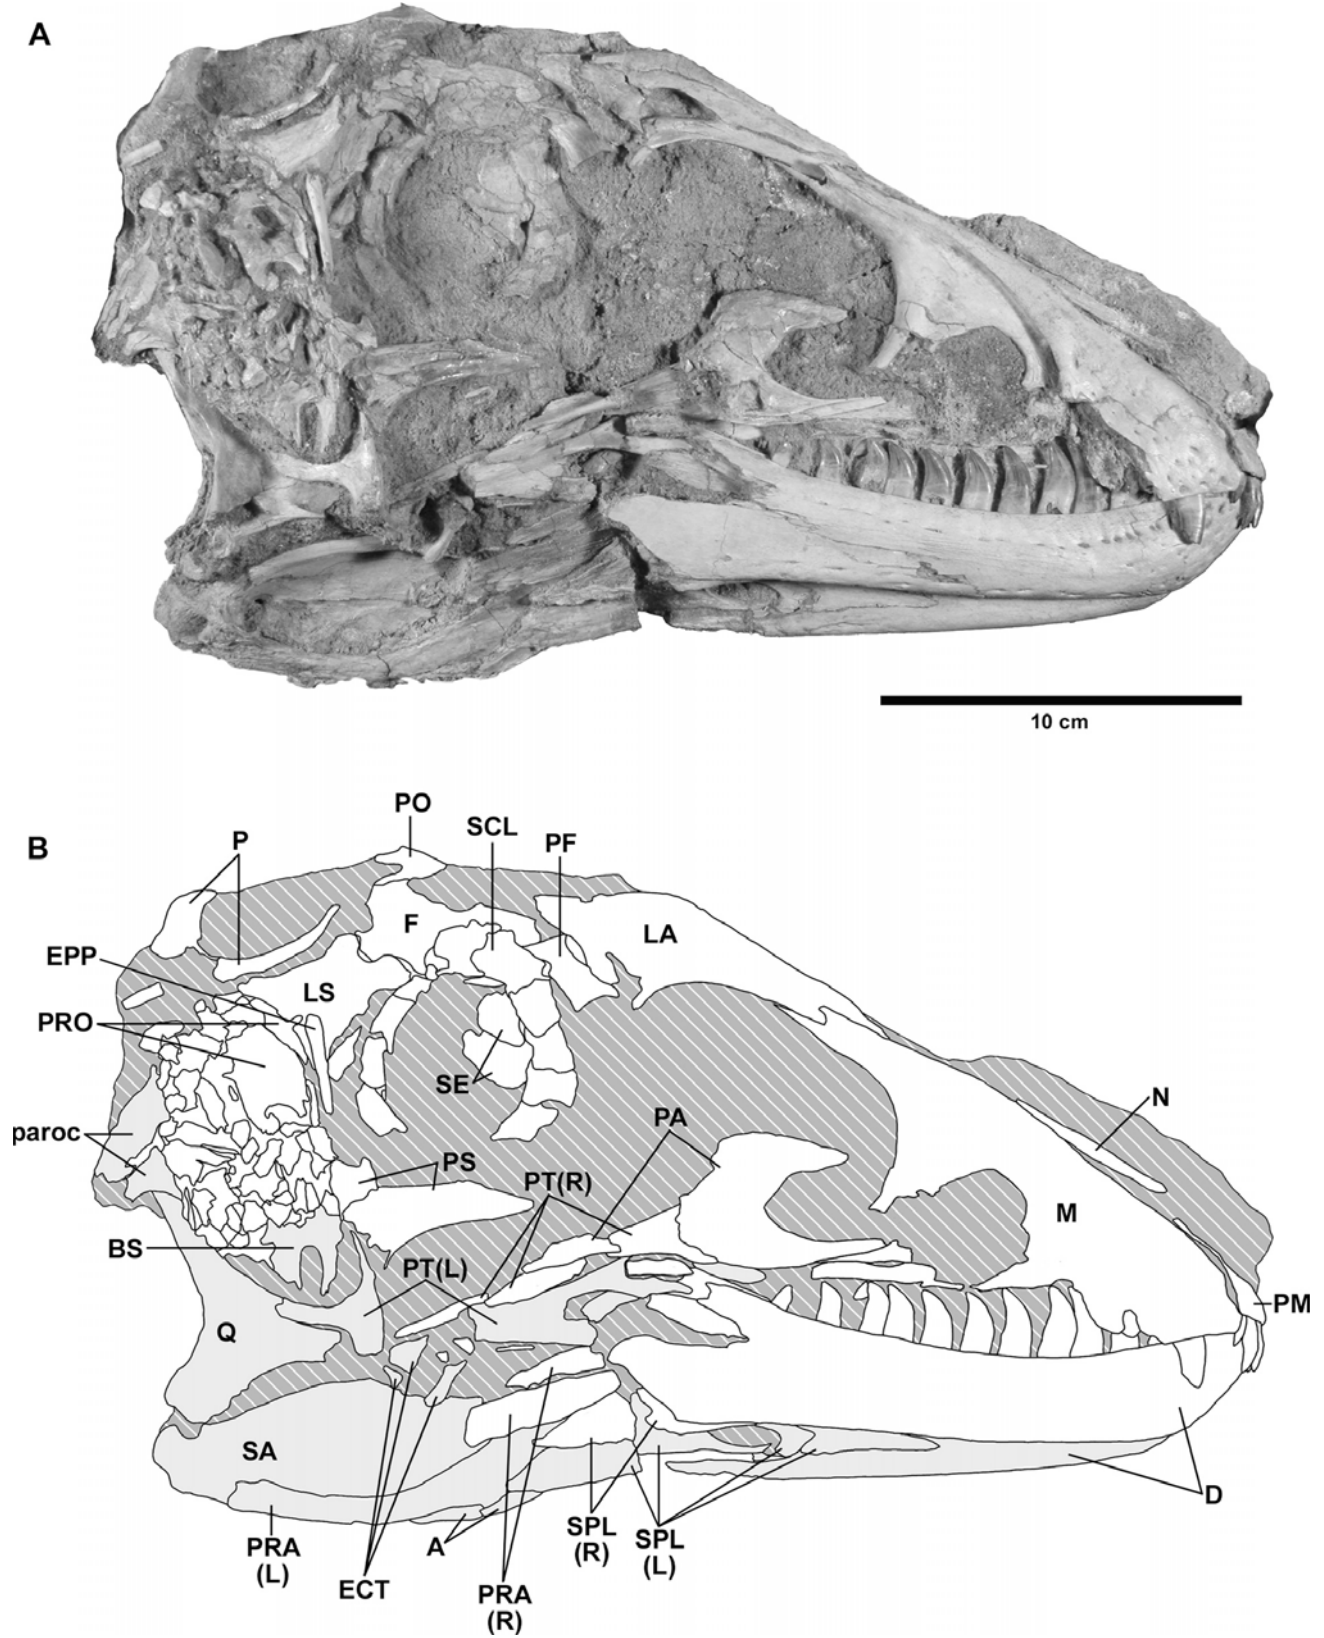 A
10 cm
B
PO
SCL
P
PF
F
LA
EPP
LS
PRO
SE
N
PA
paroc
PS
PT(R)
M
BS
PT(L)
PM
Q
SA
D
SPL
(R)
SPL
(L)
PRA
(L)
A
ECT
PRA
(R)